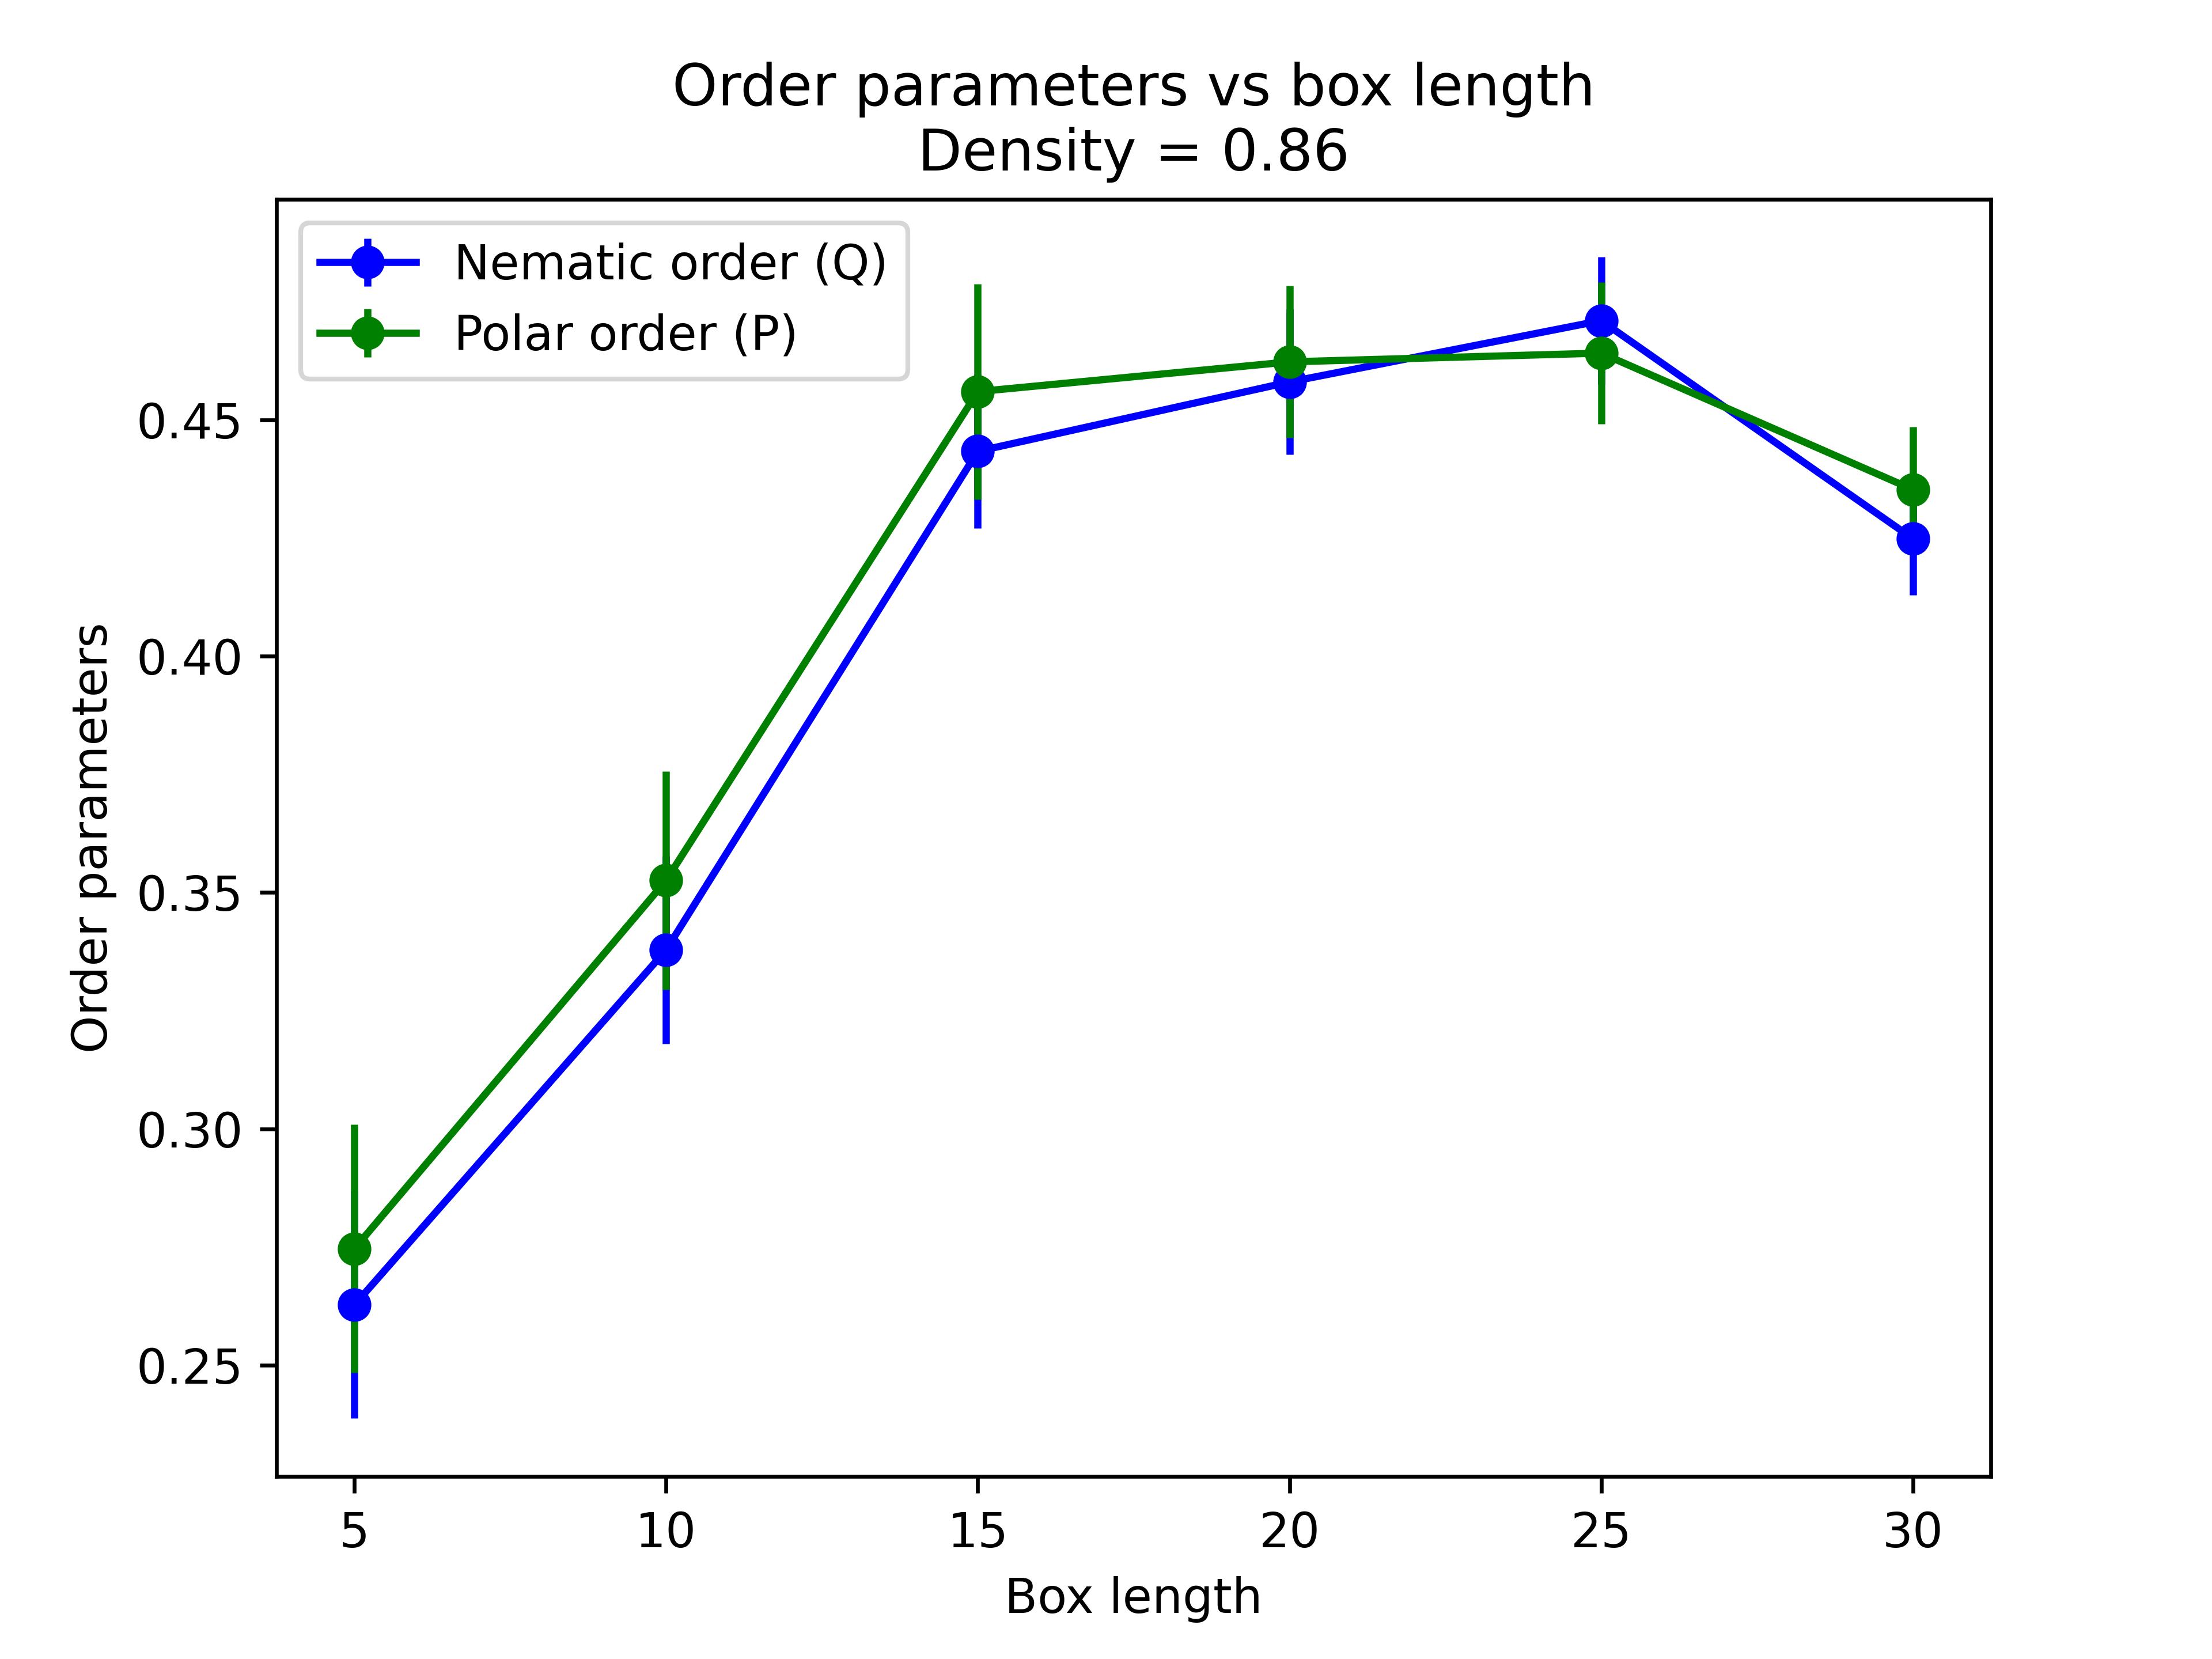 Order parameters vs box length
Density = 0.86
Nematic order (Q)
Polar order (P)
Order parameters
0.45
0.40
0.35
0.30
0.25
5 10 15 20 25 30
Box length